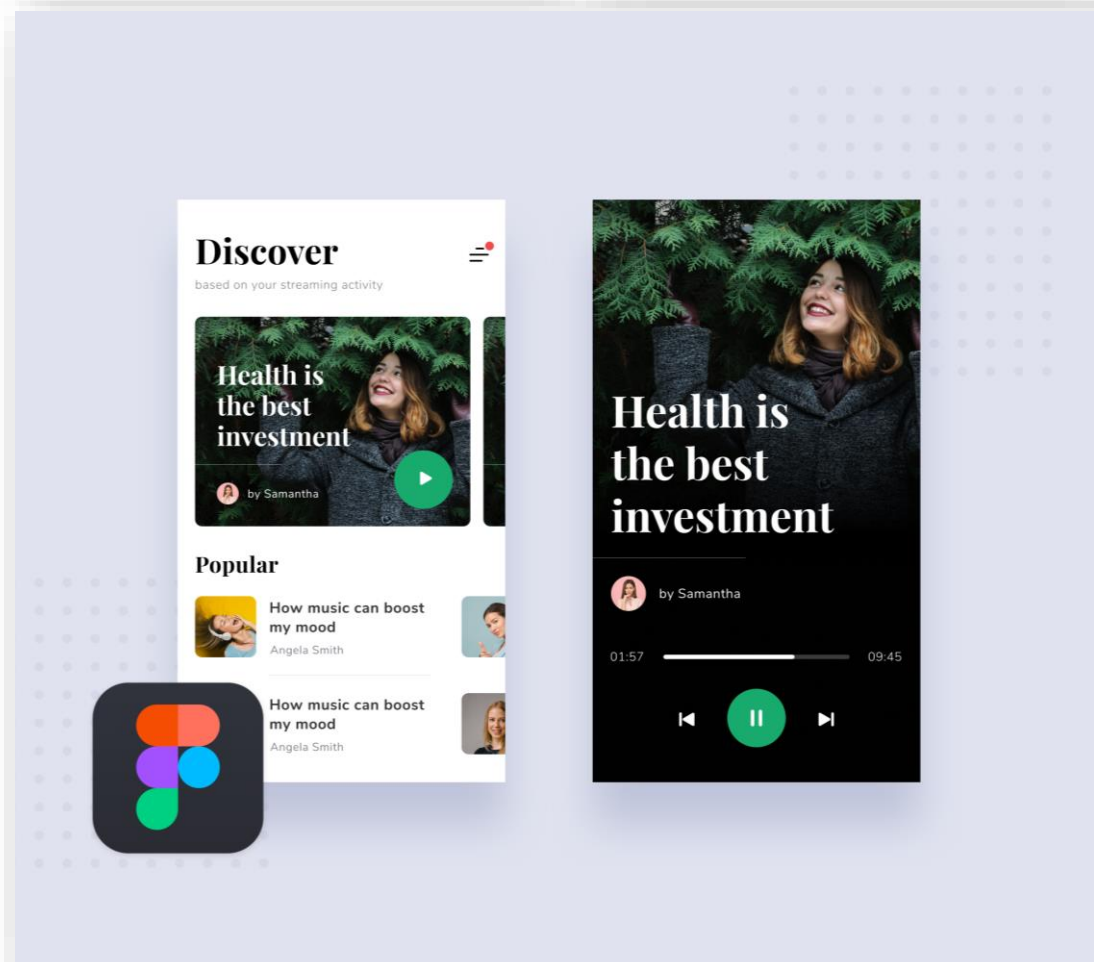 Discover
based on your streaming activity
Health is
the best
investment
by Samantha
Popular
How music can boost
my mood
Angela Smith
How music can boost
my mood
Angela Smith
Health is
the best
investment
by Samantha
01:57
09:45